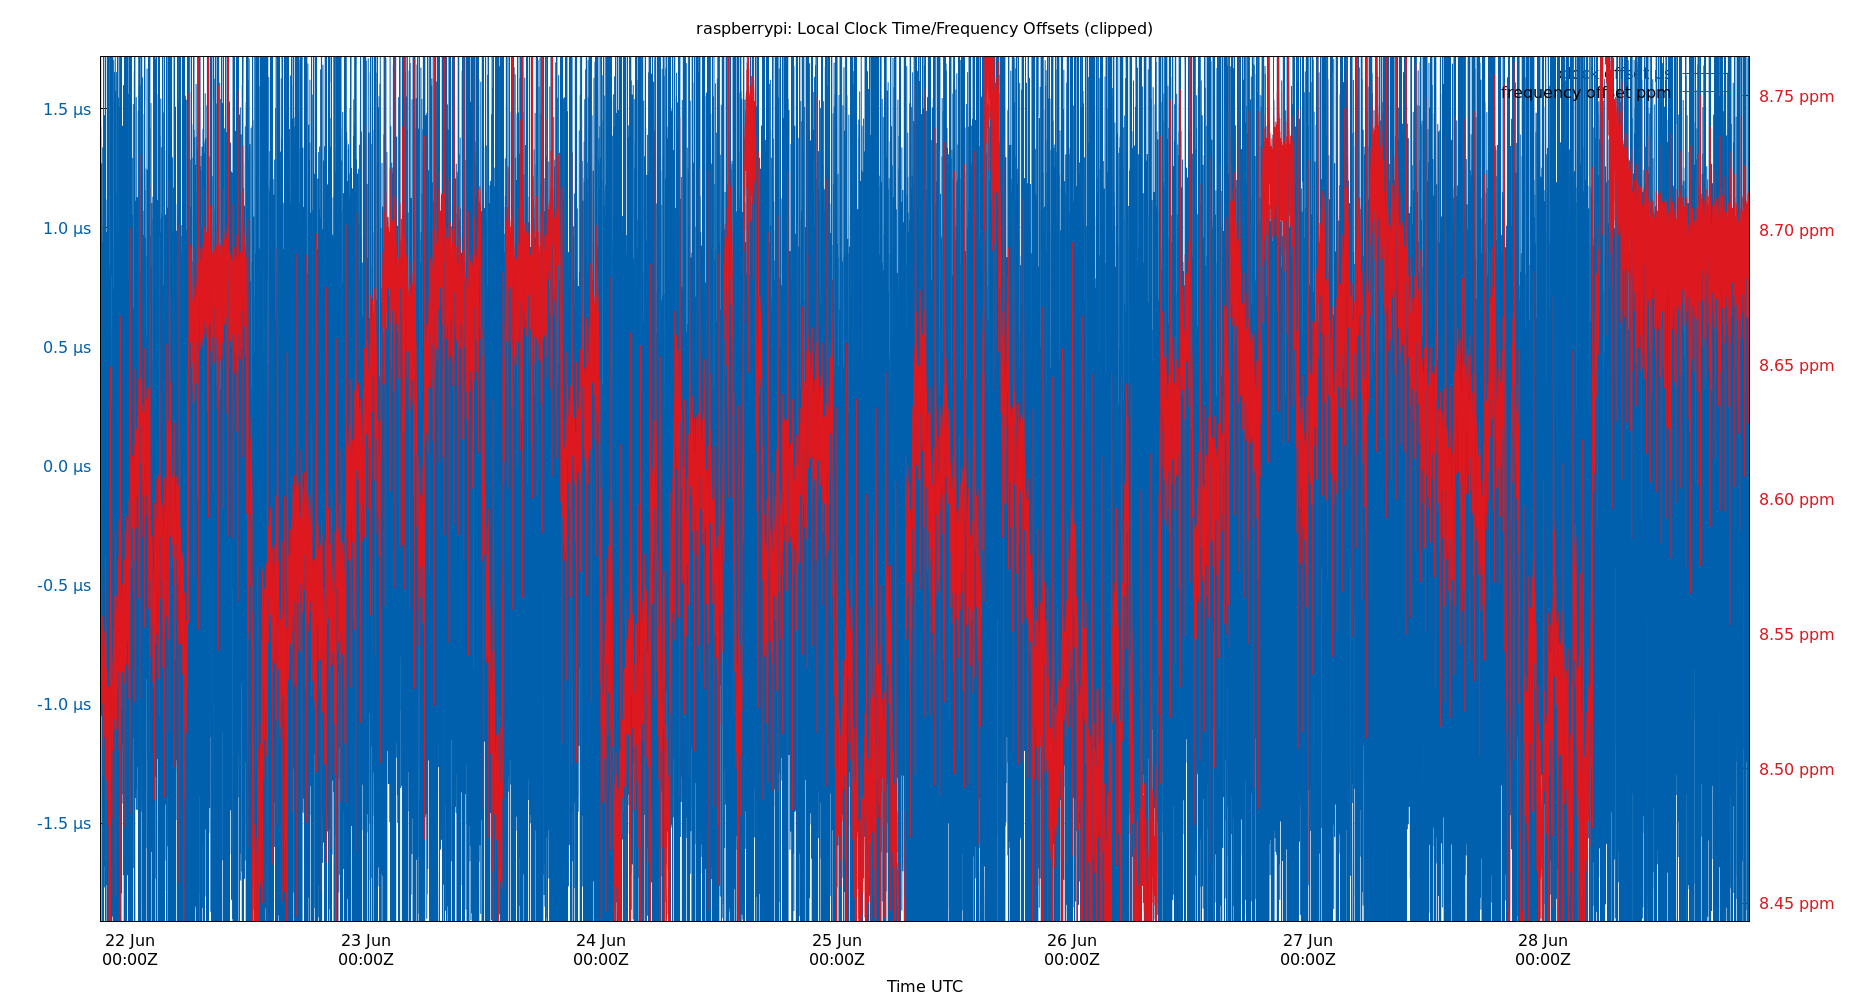 raspberrypi: Local Clock Time/Frequency Offsets (clipped)
clock offset µs
frequency offset ppm
1.5 µs
1.0 µs
0.5 µs
0.0 µs
-0.5 µs
-1.0 µs
-1.5 µs
8.75 ppm
8.70 ppm
8.65 ppm
8.60 ppm
8.55 ppm
8.50 ppm
8.45 ppm
22 Jun 23 Jun 24 Jun 25 Jun 26 Jun 27 Jun 28 Jun
00:00Z 00:00Z 00:00Z 00:00Z 00:00Z 00:00Z 00:00Z
Time UTC